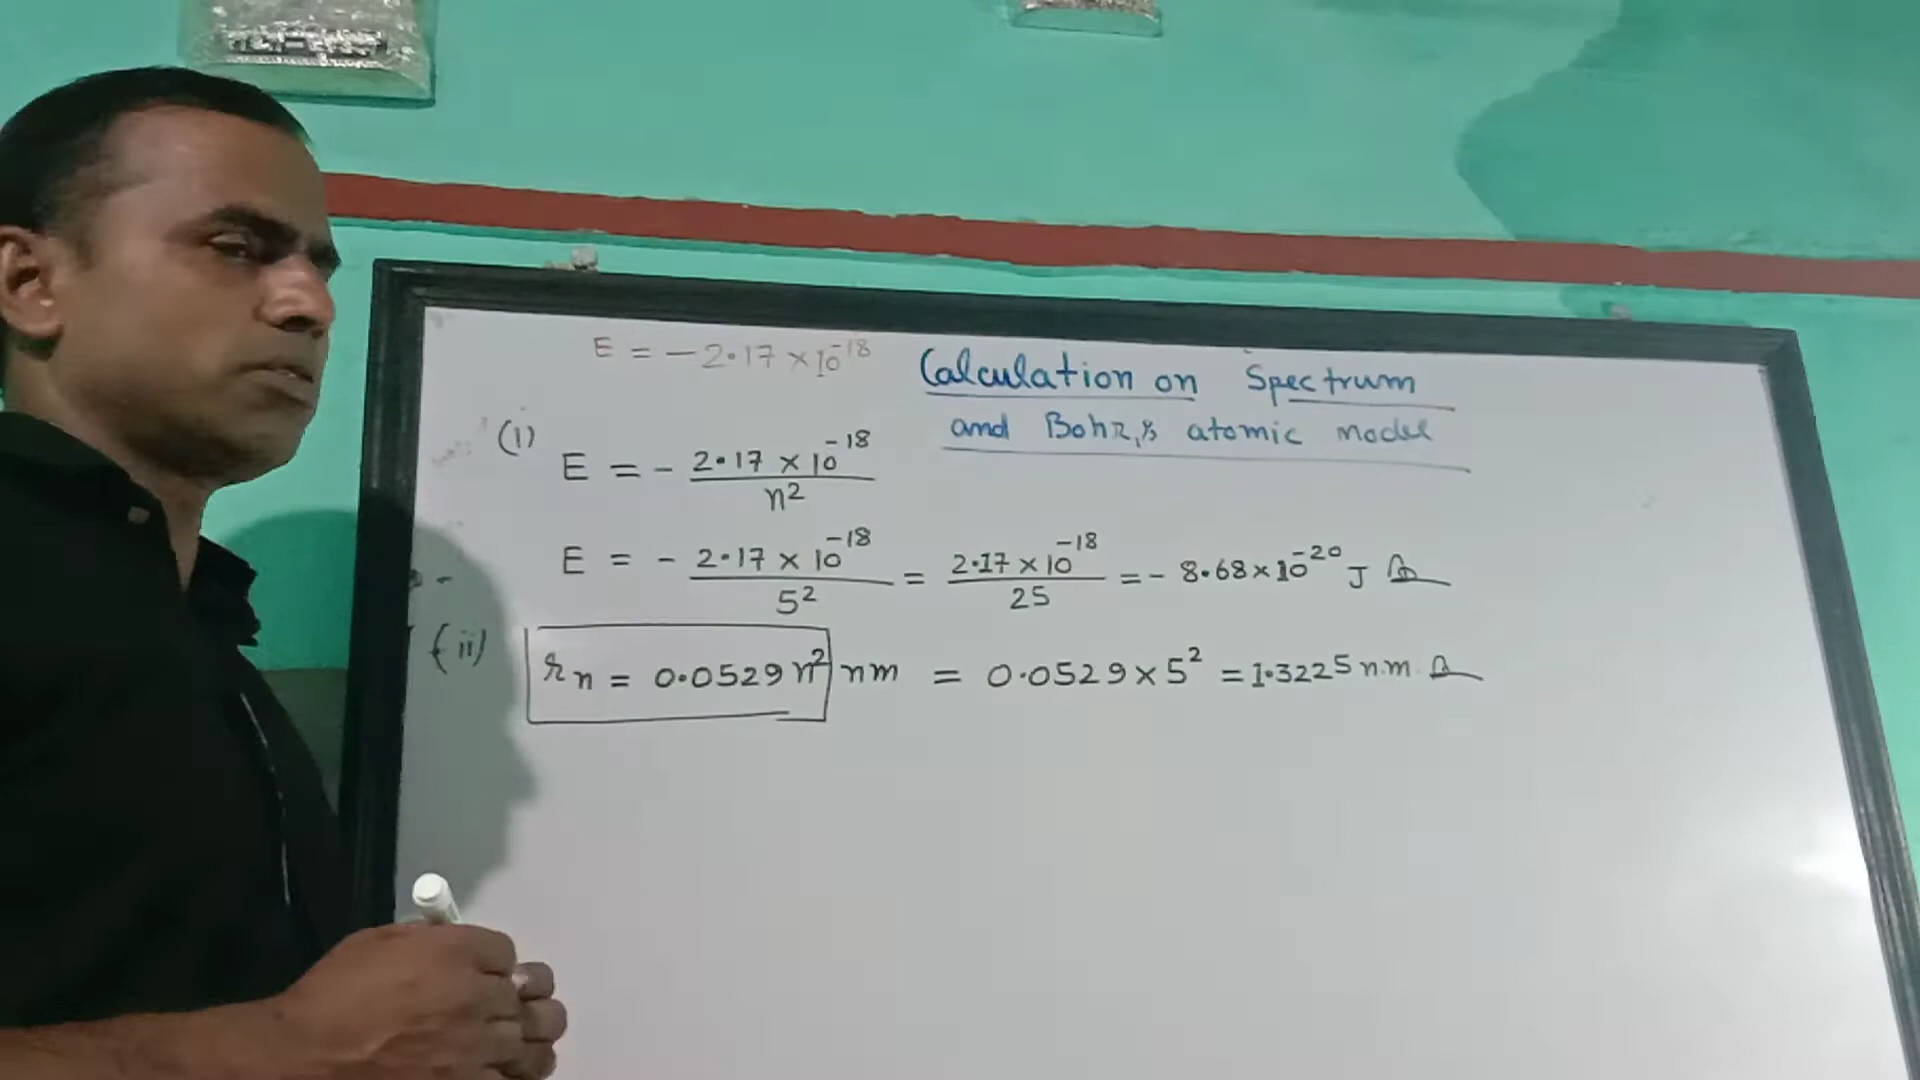 E = - 2.17 × 10⁻¹⁸
Calculation on Spectrum
and Bohr,s atomic model
(i)
E = - 2.17 × 10⁻¹⁸ / n²
E = - 2.17 × 10⁻¹⁸ / 5² = 2.17 × 10⁻¹⁸ / 25 = - 8.68 × 10⁻²⁰ J
(ii) rₙ = 0.0529 n² nm = 0.0529 × 5² = 1.3225 n.m.